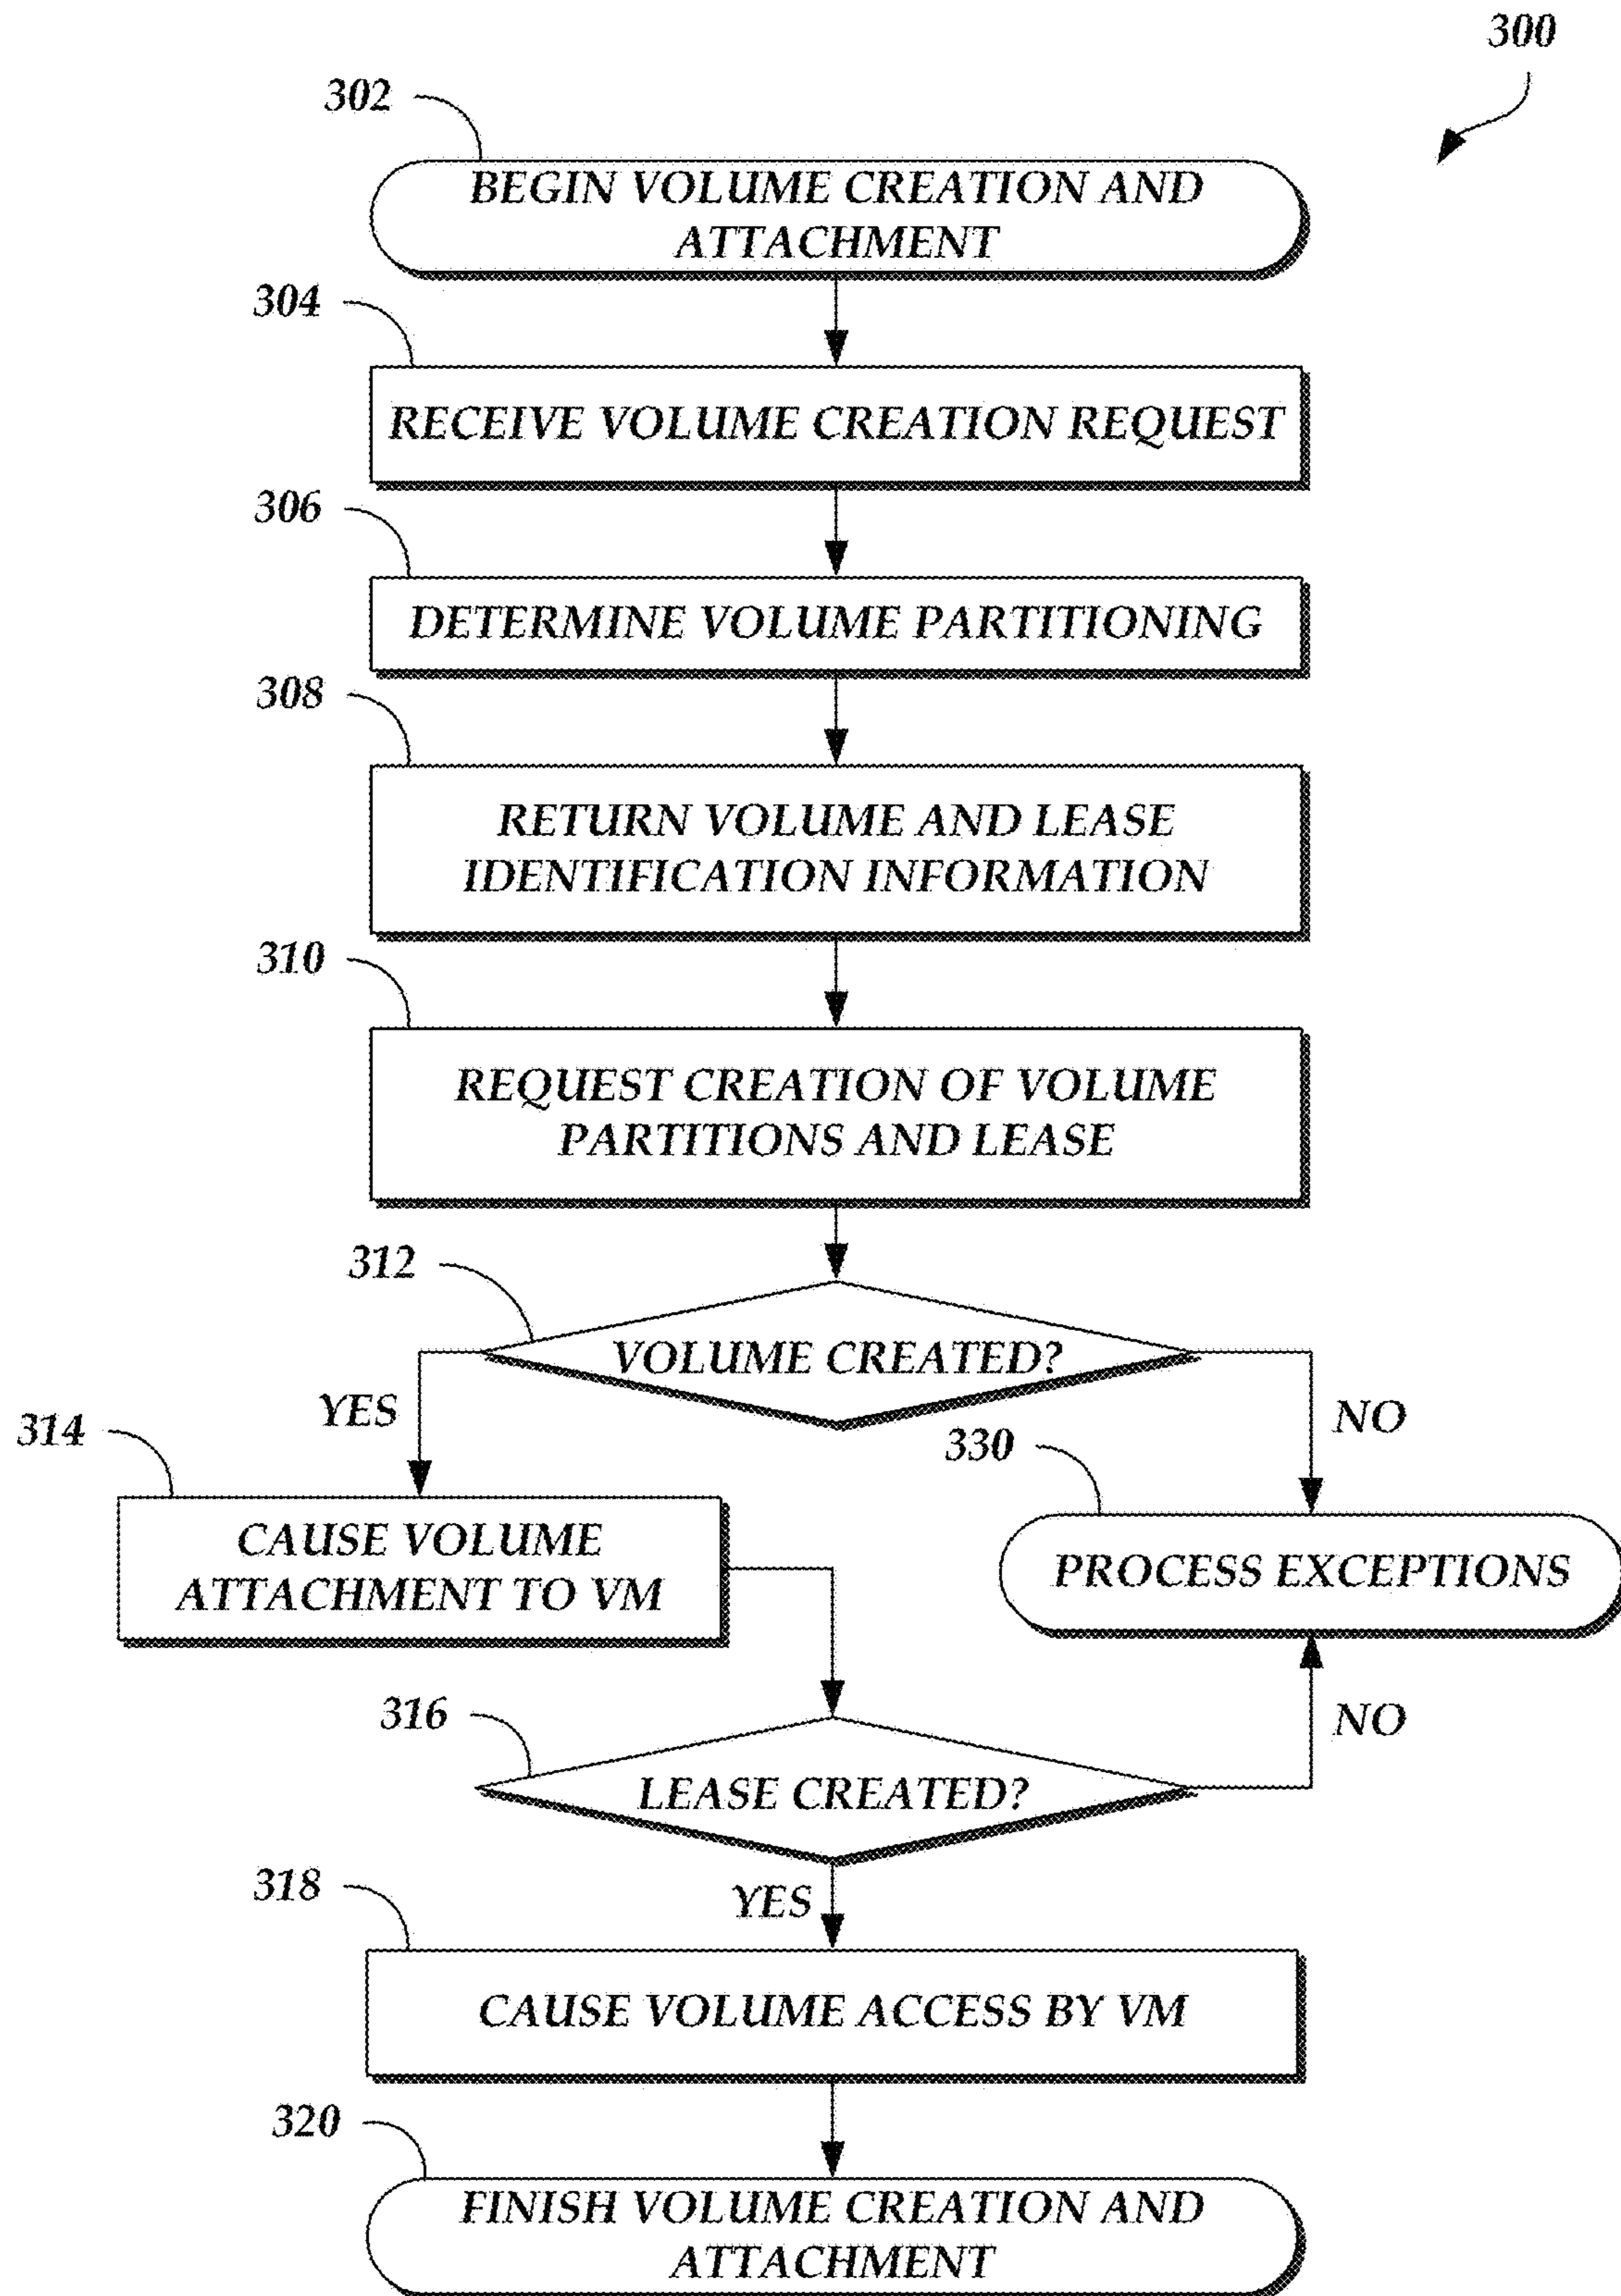 300
302
BEGIN VOLUME CREATION AND
ATTACHMENT
304
RECEIVE VOLUME CREATION REQUEST
306
DETERMINE VOLUME PARTITIONING
308
RETURN VOLUME AND LEASE
IDENTIFICATION INFORMATION
310
REQUEST CREATION OF VOLUME
PARTITIONS AND LEASE
312
VOLUME CREATED?
YES
NO
314
CAUSE VOLUME
ATTACHMENT TO VM
330
PROCESS EXCEPTIONS
316
LEASE CREATED?
NO
YES
318
CAUSE VOLUME ACCESS BY VM
320
FINISH VOLUME CREATION AND
ATTACHMENT